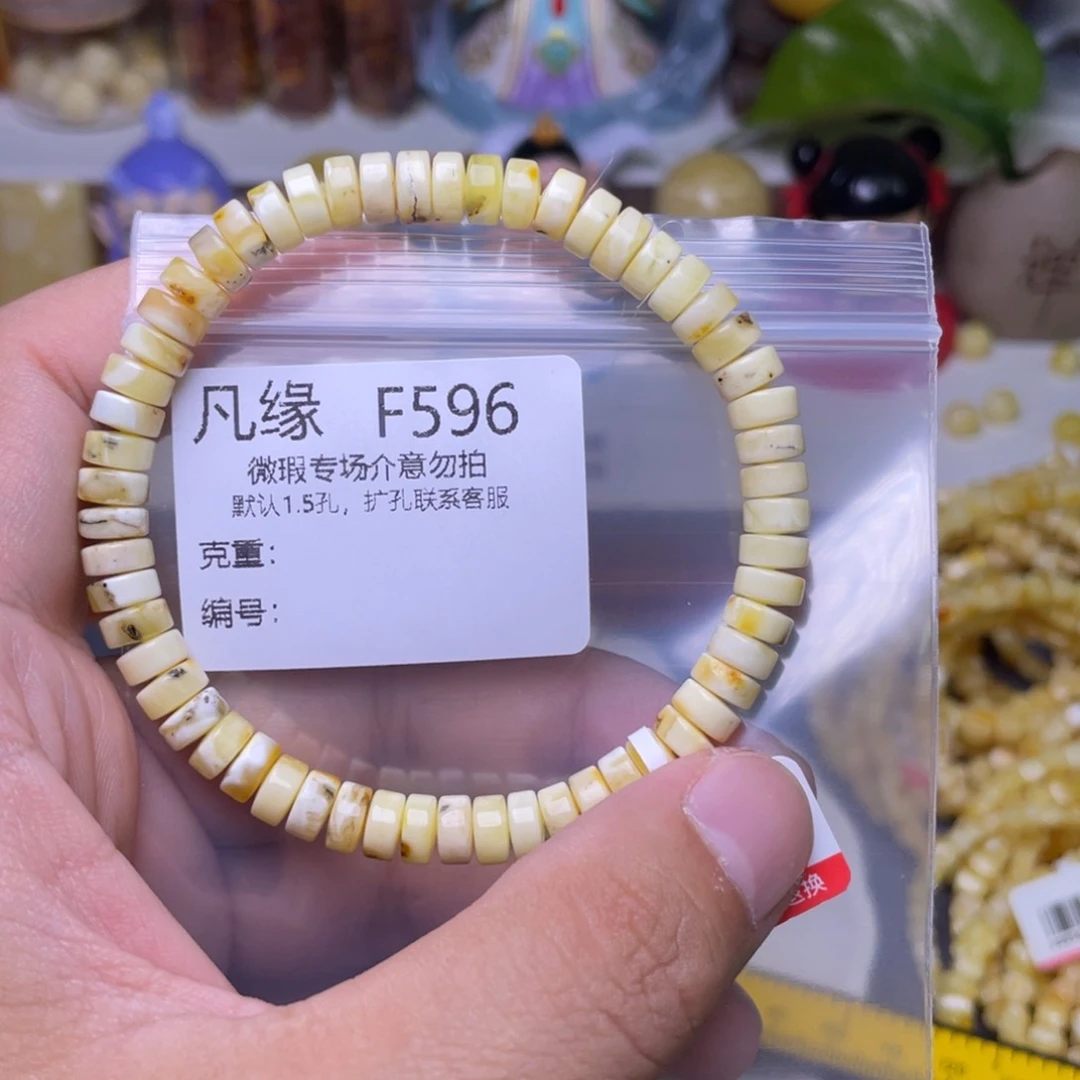 凡缘 F596
微瑕专场介意勿拍
默认1.5孔，扩孔联系客服
克重：
编号：
换